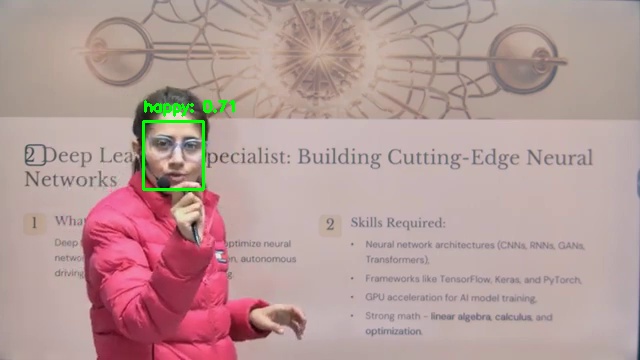 happy: 0.71
2 Deep Lea pecialist: Building Cutting-Edge Neural
Networks
1 Wha
Deep optimize neural
netwo n, autonomous
driving g.
2 Skills Required:
• Neural network architectures (CNNs, RNNs, GANs,
Transformers),
• Frameworks like TensorFlow, Keras, and PyTorch,
• GPU acceleration for AI model training,
• Strong math – linear algebra, calculus, and
optimization.